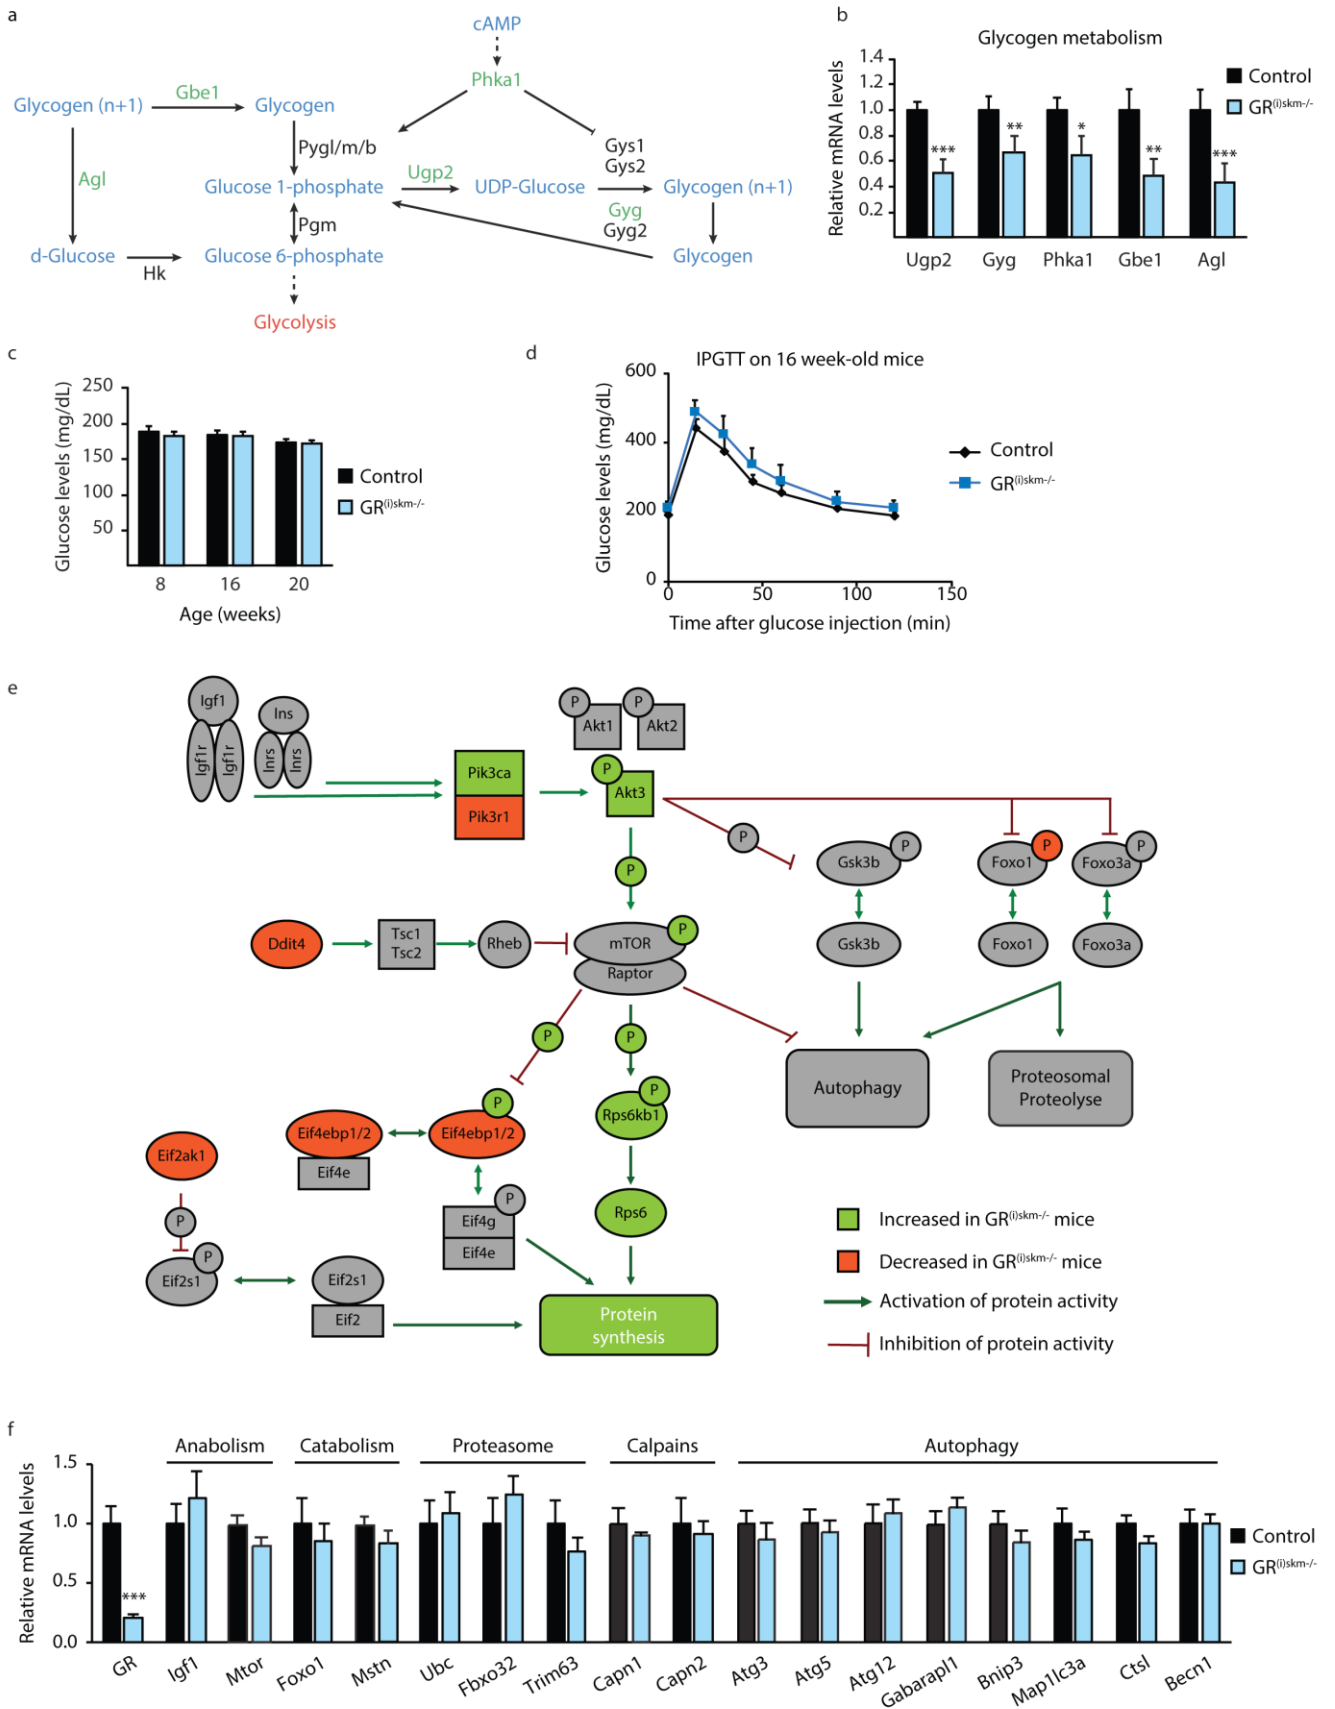 a
cAMP
Phka1
Gbe1
Glycogen (n+1)
Glycogen
Pygl/m/b
Gys1
Gys2
Agl
Ugp2
Glucose 1-phosphate
UDP-Glucose
Glycogen (n+1)
Gyg
Gyg2
Pgm
d-Glucose
Hk
Glucose 6-phosphate
Glycogen
Glycolysis
b
Glycogen metabolism
Relative mRNA levels
1.4
1.2
1.0
0.8
0.6
0.4
0.2
***
**
*
**
***
Control
GR(i)skm-/-
Ugp2
Gyg
Phka1
Gbe1
Agl
c
Glucose levels (mg/dL)
250
200
150
100
50
8
16
20
Age (weeks)
Control
GR(i)skm-/-
d
IPGTT on 16 week-old mice
Glucose levels (mg/dL)
600
400
200
0
0
50
100
150
Time after glucose injection (min)
Control
GR(i)skm-/-
e
Igf1
Igf1r
Igf1r
Ins
Inrs
Inrs
Pik3ca
Pik3r1
P
Akt1
P
Akt2
P
Akt3
P
P
Gsk3b
P
Foxo1
P
Foxo3a
P
Gsk3b
Foxo1
Foxo3a
Ddit4
Tsc1
Tsc2
Rheb
mTOR
P
Raptor
P
P
Autophagy
Proteosomal
Proteolyse
P
Rps6kb1
P
Eif4ebp1/2
Eif4e
Eif4ebp1/2
Eif2ak1
P
P
Eif2s1
Eif2s1
Eif2
P
Eif4g
Eif4e
Rps6
Protein
synthesis
Increased in GR(i)skm-/- mice
Decreased in GR(i)skm-/- mice
Activation of protein activity
Inhibition of protein activity
f
Anabolism
Catabolism
Proteasome
Calpains
Autophagy
Relative mRNA lelvels
1.5
1.0
0.5
0.0
***
Control
GR(i)skm-/-
GR
Igf1
Mtor
Foxo1
Mstn
Ubc
Fbxo32
Trim63
Capn1
Capn2
Atg3
Atg5
Atg12
Gabarapl1
Bnip3
Map1lc3a
Ctsl
Becn1